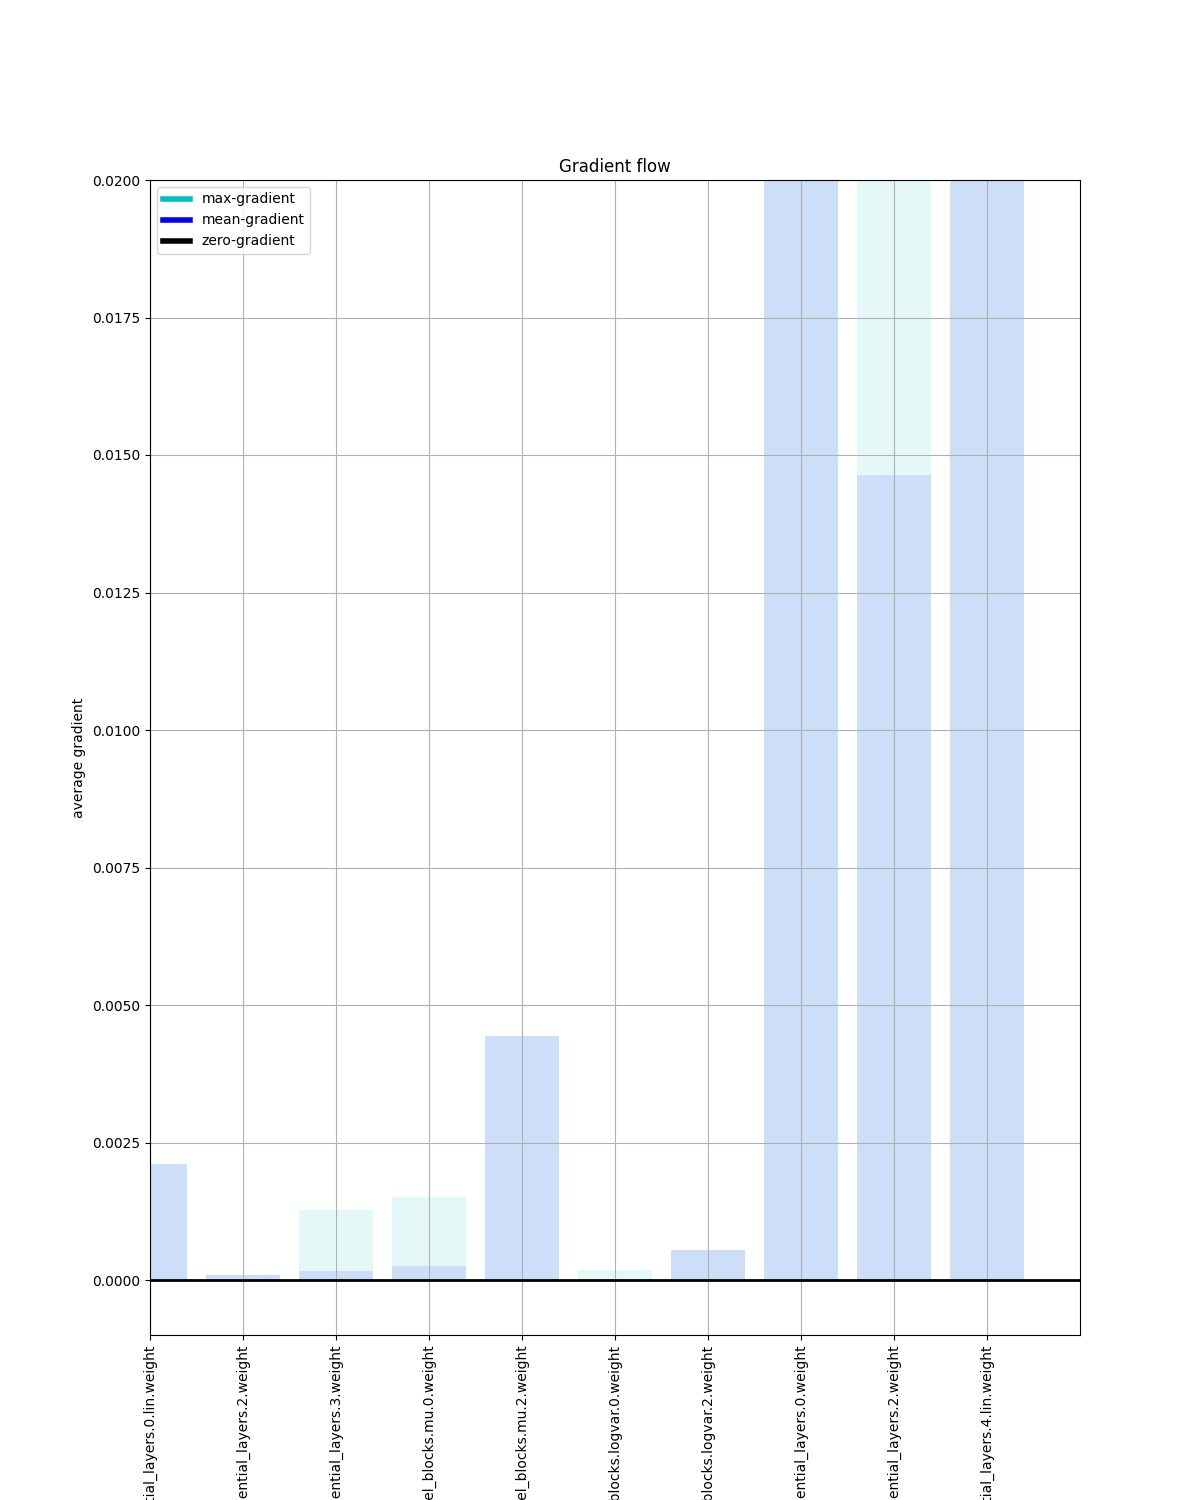 Gradient flow
max-gradient
mean-gradient
zero-gradient
0.0200
0.0175
0.0150
0.0125
0.0100
0.0075
0.0050
0.0025
0.0000
average gradient
tial_layers.0.lin.weight
ential_layers.2.weight
ential_layers.3.weight
el_blocks.mu.0.weight
el_blocks.mu.2.weight
blocks.logvar.0.weight
blocks.logvar.2.weight
ential_layers.0.weight
ential_layers.2.weight
tial_layers.4.lin.weight